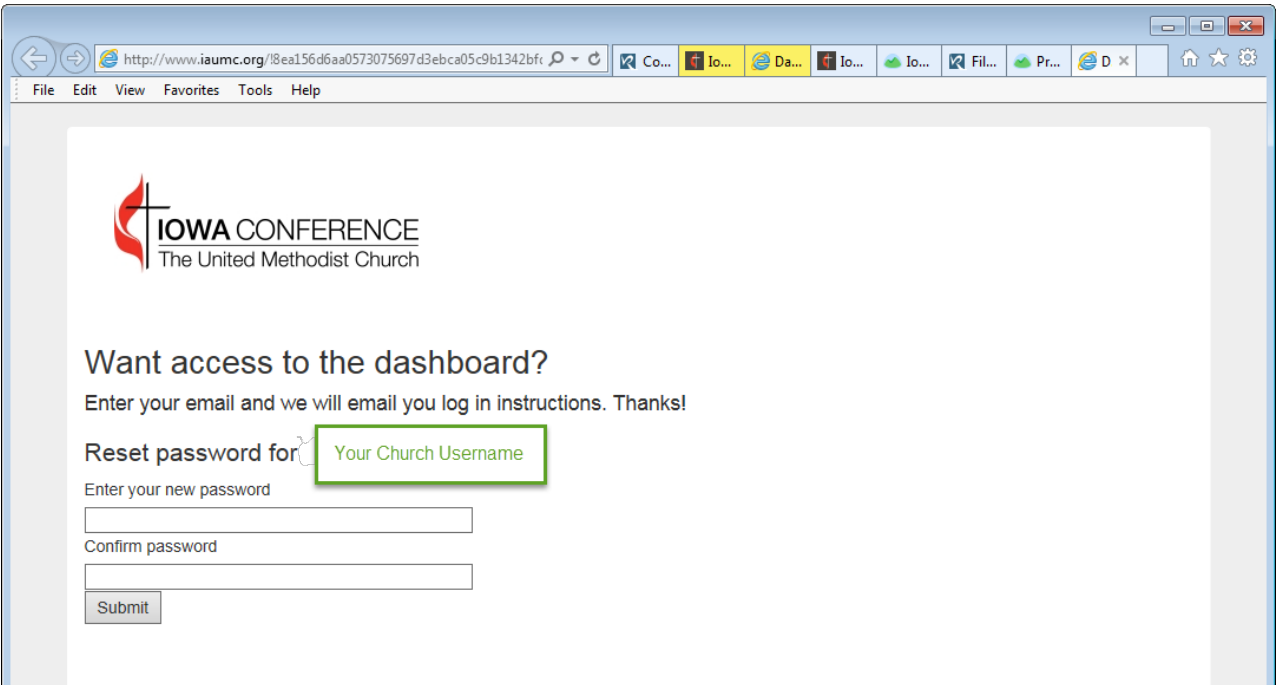 http://www.iaumc.org/!8ea156d6aa0573075697d3ebca05c9b1342bf
Co... Io... Da... Io... Io... Fil... Pr... D
File Edit View Favorites Tools Help
IOWA CONFERENCE
The United Methodist Church
Want access to the dashboard?
Enter your email and we will email you log in instructions. Thanks!
Reset password for Your Church Username
Enter your new password
Confirm password
Submit